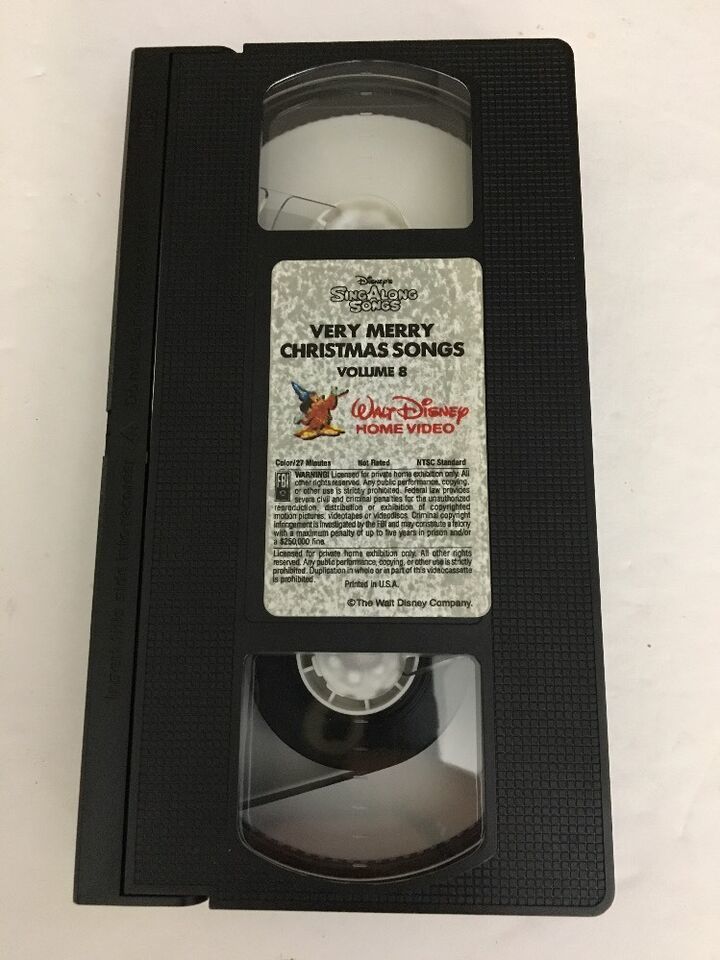 Disney's
SING ALONG
SONGS
VERY MERRY
CHRISTMAS SONGS
VOLUME 8
WALT DISNEY
HOME VIDEO
Color/27 Minutes Not Rated NTSC Standard
FBI WARNING! Licensed for private home exhibition only. All
other rights reserved. Any public performance, copying,
or other use is strictly prohibited. Federal law provides
severe civil and criminal penalties for the unauthorized
reproduction, distribution or exhibition of copyrighted
motion pictures, videotapes or videodiscs. Criminal copyright
infringement is investigated by the FBI and may constitute a felony
with a maximum penalty of up to five years in prison and/or
a $250,000 fine.
Licensed for private home exhibition only. All other rights
reserved. Any public performance, copying, or other use is strictly
prohibited. Duplication in whole or in part of this videocassette
is prohibited.
Printed in U.S.A.
© The Walt Disney Company.